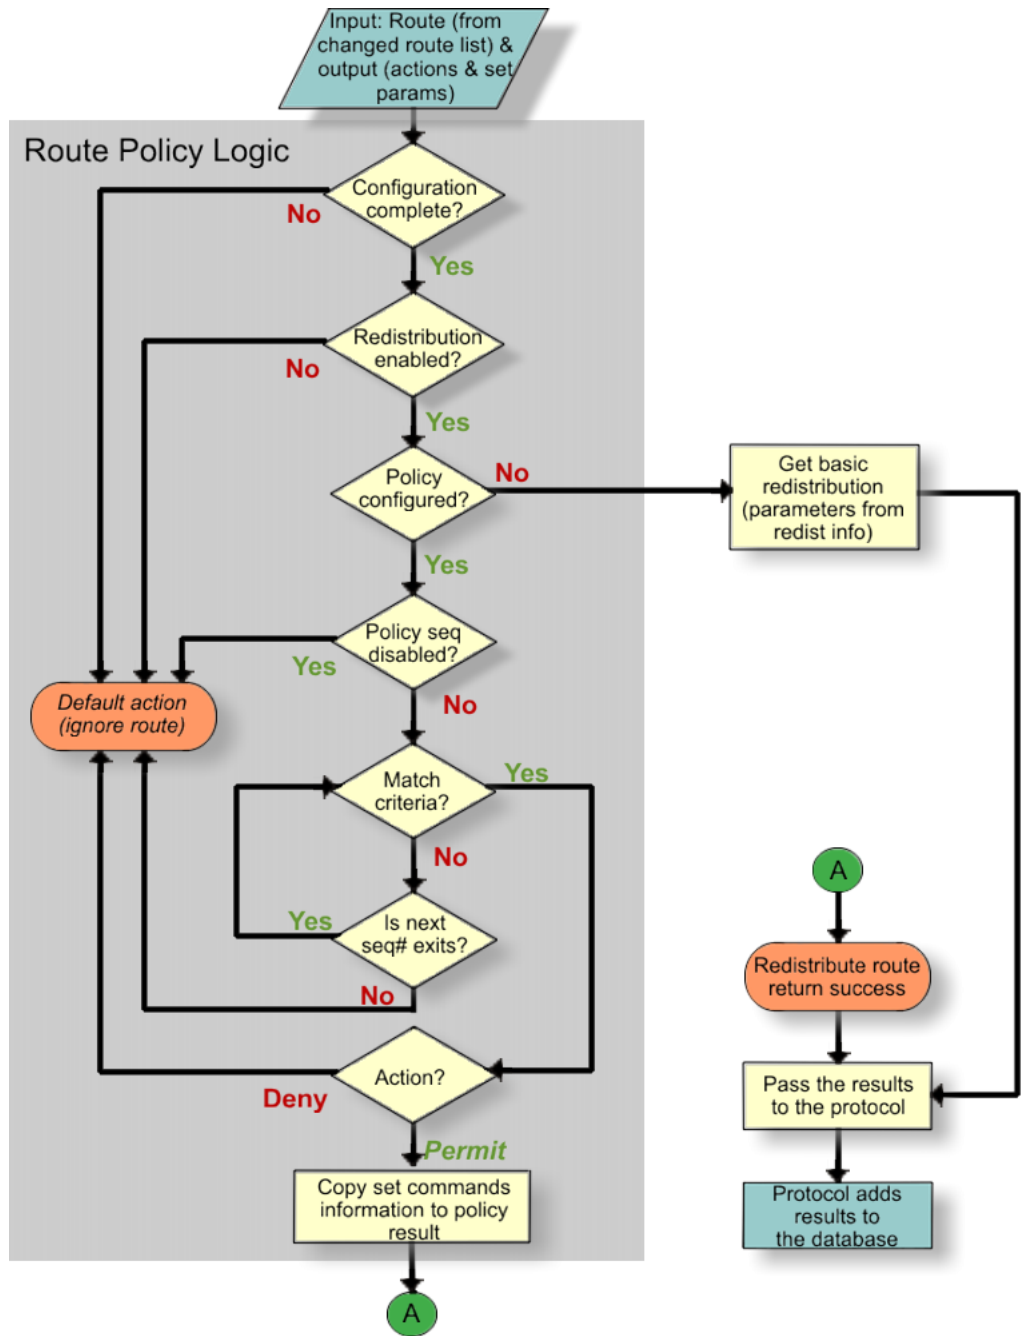 Input: Route (from
changed route list) &
output (actions & set
params)
Route Policy Logic
Configuration
complete?
No
Yes
Redistribution
enabled?
No
Yes
Policy
configured?
No
Get basic
redistribution
(parameters from
redist info)
Yes
Policy seq
disabled?
Yes
No
Default action
(ignore route)
Match
criteria?
Yes
No
Is next
seq# exits?
Yes
No
Action?
Deny
Permit
Copy set commands
information to policy
result
A
A
Redistribute route
return success
Pass the results
to the protocol
Protocol adds
results to
the database